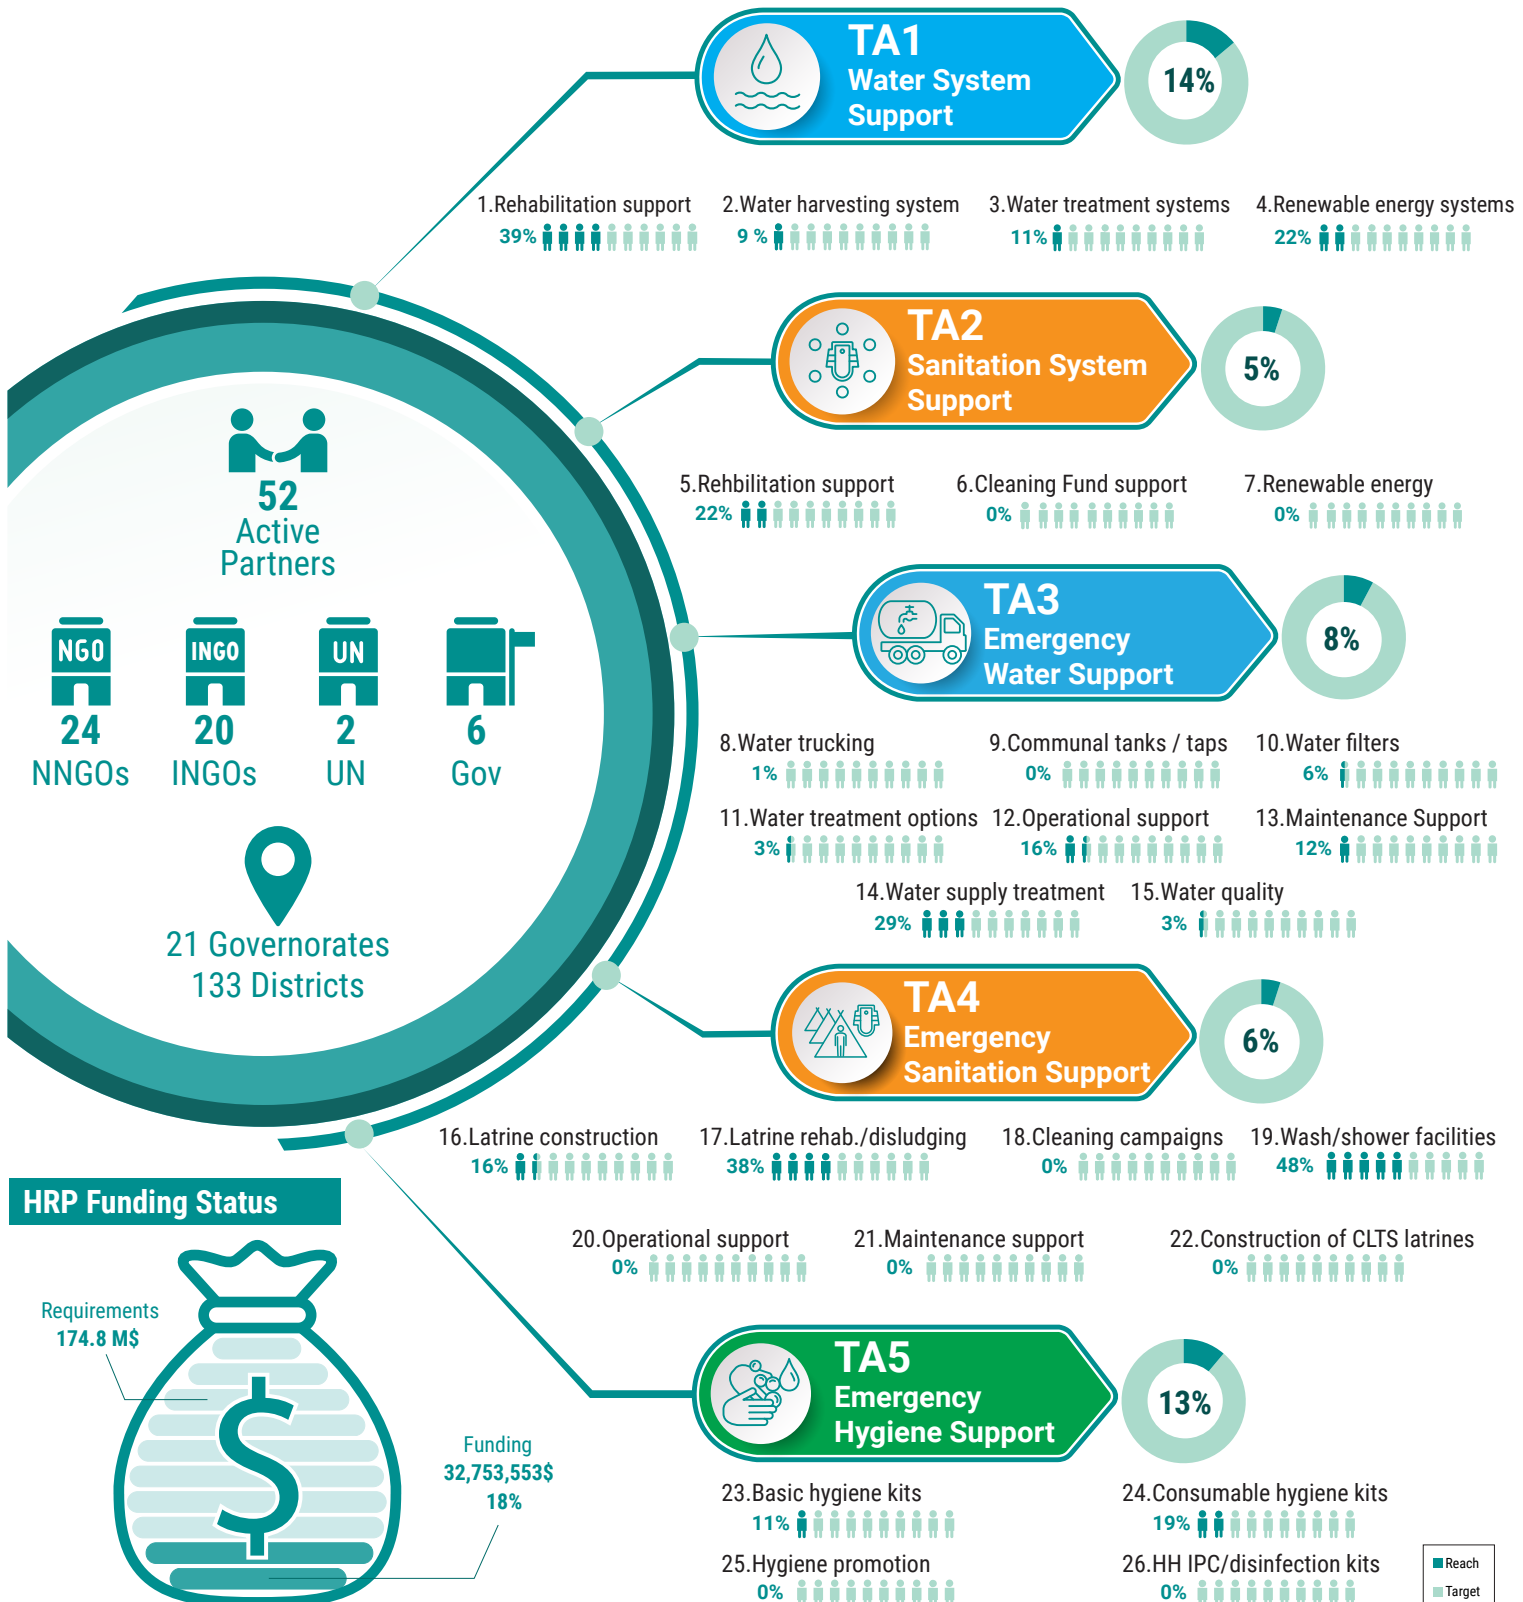 TA1
Water System
Support
14%
1.Rehabilitation support
39%
2.Water harvesting system
9 %
3.Water treatment systems
11%
4.Renewable energy systems
22%
TA2
Sanitation System
Support
5%
5.Rehbilitation support
22%
6.Cleaning Fund support
0%
7.Renewable energy
0%
52
Active
Partners
NGO
24
NNGOs
INGO
20
INGOs
UN
2
UN
6
Gov
21 Governorates
133 Districts
TA3
Emergency
Water Support
8%
8.Water trucking
1%
9.Communal tanks / taps
0%
10.Water filters
6%
11.Water treatment options
3%
12.Operational support
16%
13.Maintenance Support
12%
14.Water supply treatment
29%
15.Water quality
3%
TA4
Emergency
Sanitation Support
6%
16.Latrine construction
16%
17.Latrine rehab./disludging
38%
18.Cleaning campaigns
0%
19.Wash/shower facilities
48%
20.Operational support
0%
21.Maintenance support
0%
22.Construction of CLTS latrines
0%
HRP Funding Status
Requirements
174.8 M$
$
Funding
32,753,553$
18%
TA5
Emergency
Hygiene Support
13%
23.Basic hygiene kits
11%
24.Consumable hygiene kits
19%
25.Hygiene promotion
0%
26.HH IPC/disinfection kits
0%
Reach
Target